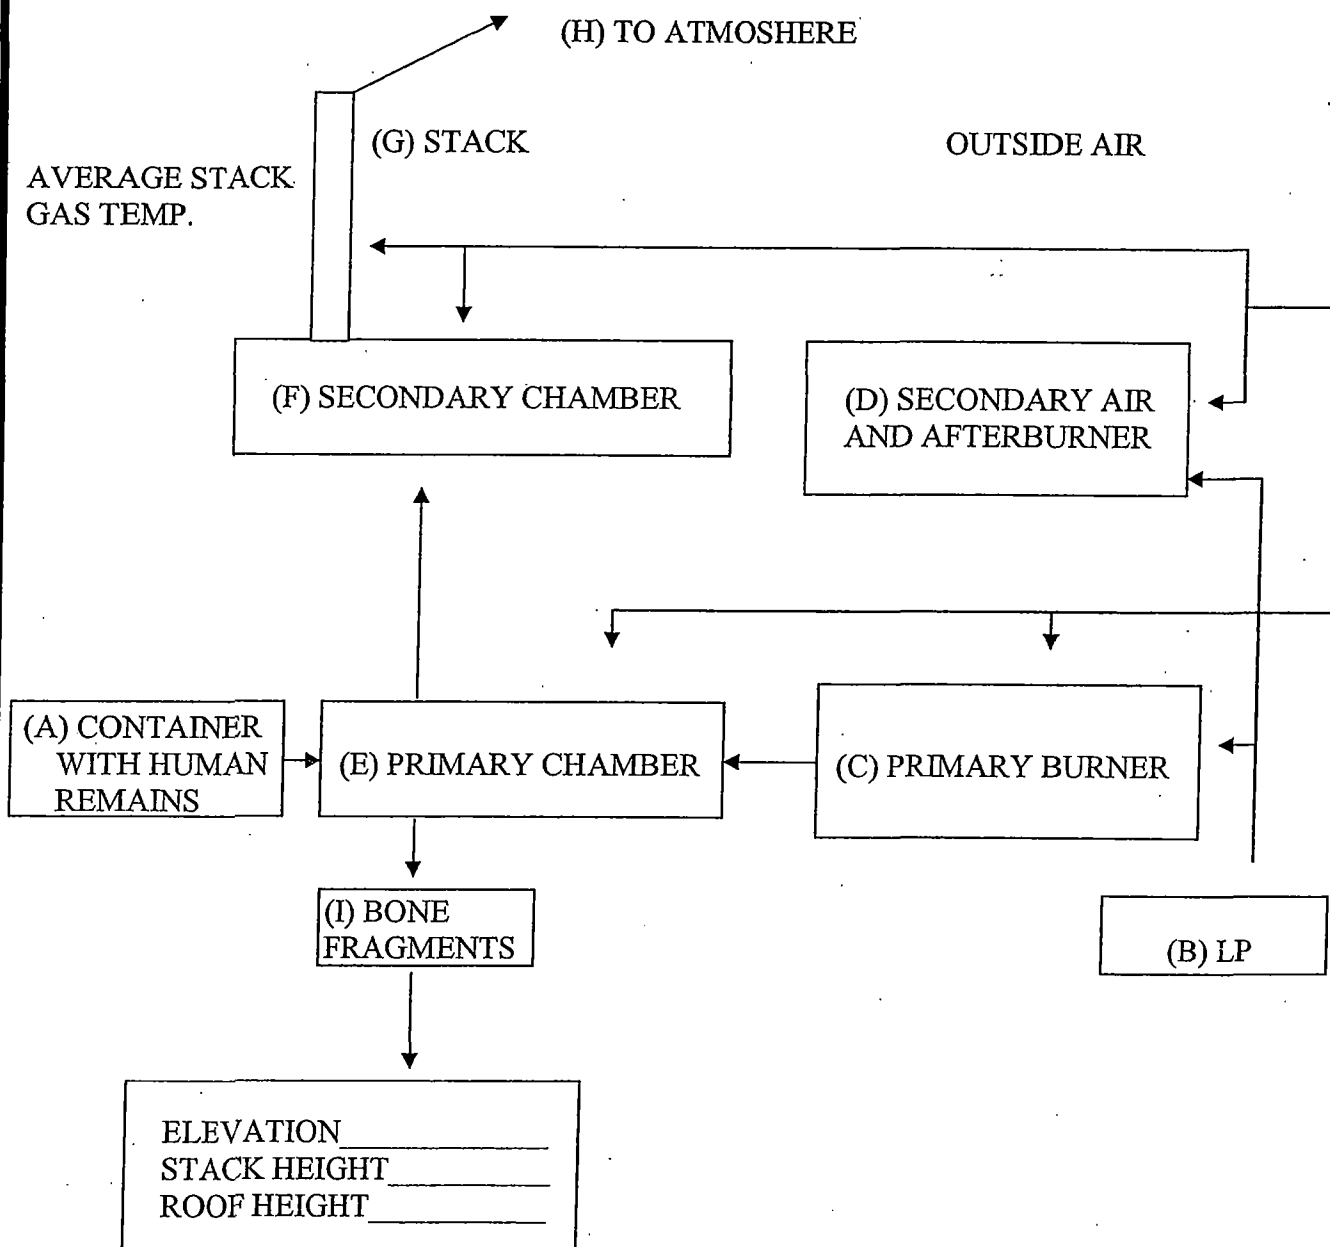 (H) TO ATMOSHERE
(G) STACK
OUTSIDE AIR
AVERAGE STACK
GAS TEMP.
(F) SECONDARY CHAMBER
(D) SECONDARY AIR
AND AFTERBURNER
(A) CONTAINER
WITH HUMAN
REMAINS
(E) PRIMARY CHAMBER
(C) PRIMARY BURNER
(I) BONE
FRAGMENTS
(B) LP
ELEVATION
STACK HEIGHT
ROOF HEIGHT